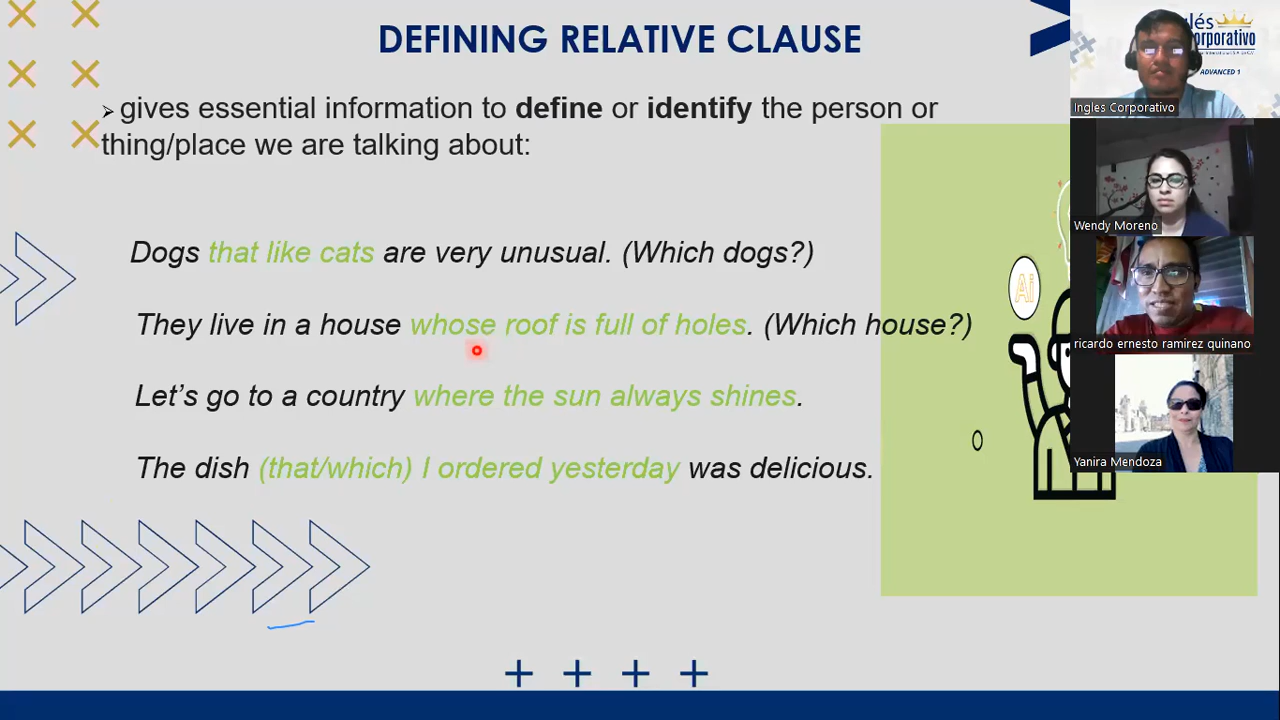 DEFINING RELATIVE CLAUSE
gives essential information to define or identify the person or
thing/place we are talking about:
Dogs that like cats are very unusual. (Which dogs?)
They live in a house whose roof is full of holes. (Which house?)
Let's go to a country where the sun always shines.
The dish (that/which) I ordered yesterday was delicious.
Ai
ADVANCED 1
Ingles Corporativo
Wendy Moreno
ricardo ernesto ramirez quinano
Yanira Mendoza